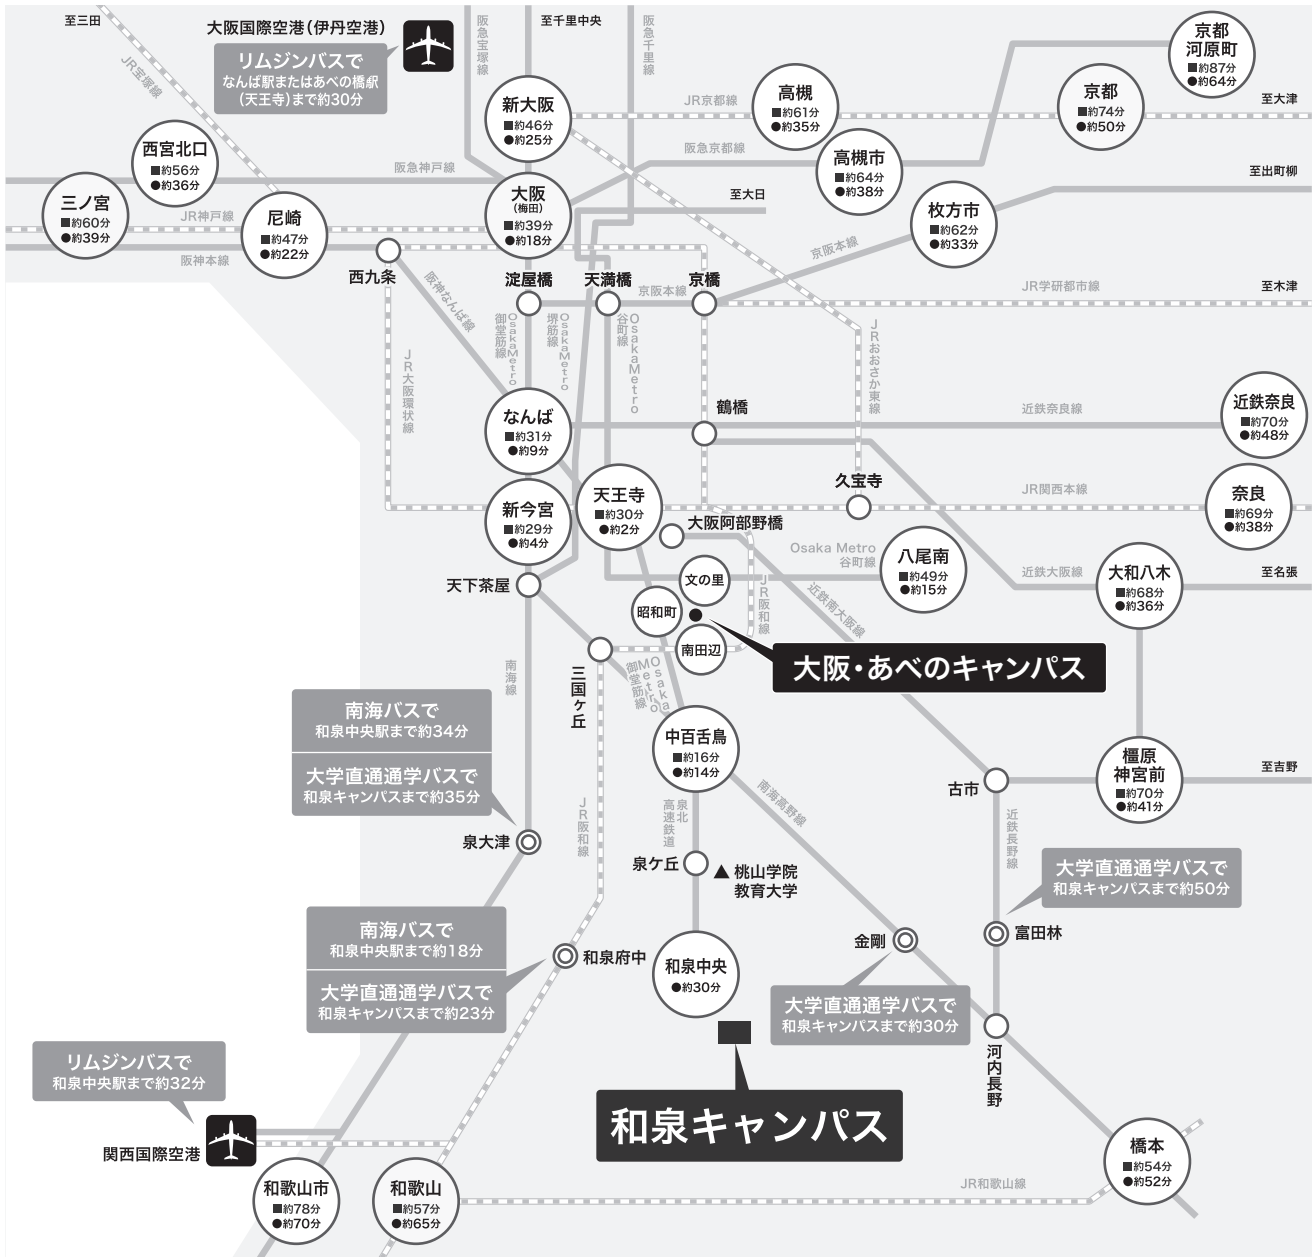 至三田
大阪国際空港(伊丹空港)
リムジンバスで
なんば駅またはあべの橋駅
(天王寺)まで約30分
阪急宝塚線
至千里中央
阪急千里線
JR宝塚線
新大阪
■約46分
●約25分
JR京都線
高槻
■約61分
●約35分
京都
■約74分
●約50分
京都
河原町
■約87分
●約64分
至大津
西宮北口
■約56分
●約36分
阪急神戸線
阪急京都線
高槻市
■約64分
●約38分
至出町柳
三ノ宮
■約60分
●約39分
JR神戸線
阪神本線
尼崎
■約47分
●約22分
大阪
(梅田)
■約39分
●約18分
至大日
枚方市
■約62分
●約33分
京阪本線
西九条
阪神なんば線
淀屋橋
天満橋
京阪本線
京橋
JR学研都市線
至木津
OsakaMetro
御堂筋線
OsakaMetro
堺筋線
OsakaMetro
谷町線
JRおおさか東線
JR大阪環状線
なんば
■約31分
●約9分
鶴橋
近鉄奈良線
近鉄奈良
■約70分
●約48分
新今宮
■約29分
●約4分
天王寺
■約30分
●約2分
久宝寺
JR関西本線
奈良
■約69分
●約38分
大阪阿部野橋
Osaka Metro
谷町線
八尾南
■約49分
●約15分
近鉄大阪線
大和八木
■約68分
●約36分
至名張
天下茶屋
文の里
昭和町
南田辺
JR阪和線
近鉄南大阪線
大阪・あべのキャンパス
南海線
三国ヶ丘
Osaka
Metro
御堂筋線
南海バスで
和泉中央駅まで約34分
大学直通通学バスで
和泉キャンパスまで約35分
中百舌鳥
■約16分
●約14分
南海高野線
古市
橿原
神宮前
■約70分
●約41分
至吉野
泉大津
JR阪和線
泉北
高速鉄道
泉ケ丘
▲桃山学院
教育大学
近鉄長野線
大学直通通学バスで
和泉キャンパスまで約50分
南海バスで
和泉中央駅まで約18分
大学直通通学バスで
和泉キャンパスまで約23分
和泉府中
和泉中央
●約30分
金剛
富田林
大学直通通学バスで
和泉キャンパスまで約30分
河内長野
リムジンバスで
和泉中央駅まで約32分
関西国際空港
和泉キャンパス
和歌山市
■約78分
●約70分
和歌山
■約57分
●約65分
JR和歌山線
橋本
■約54分
●約52分